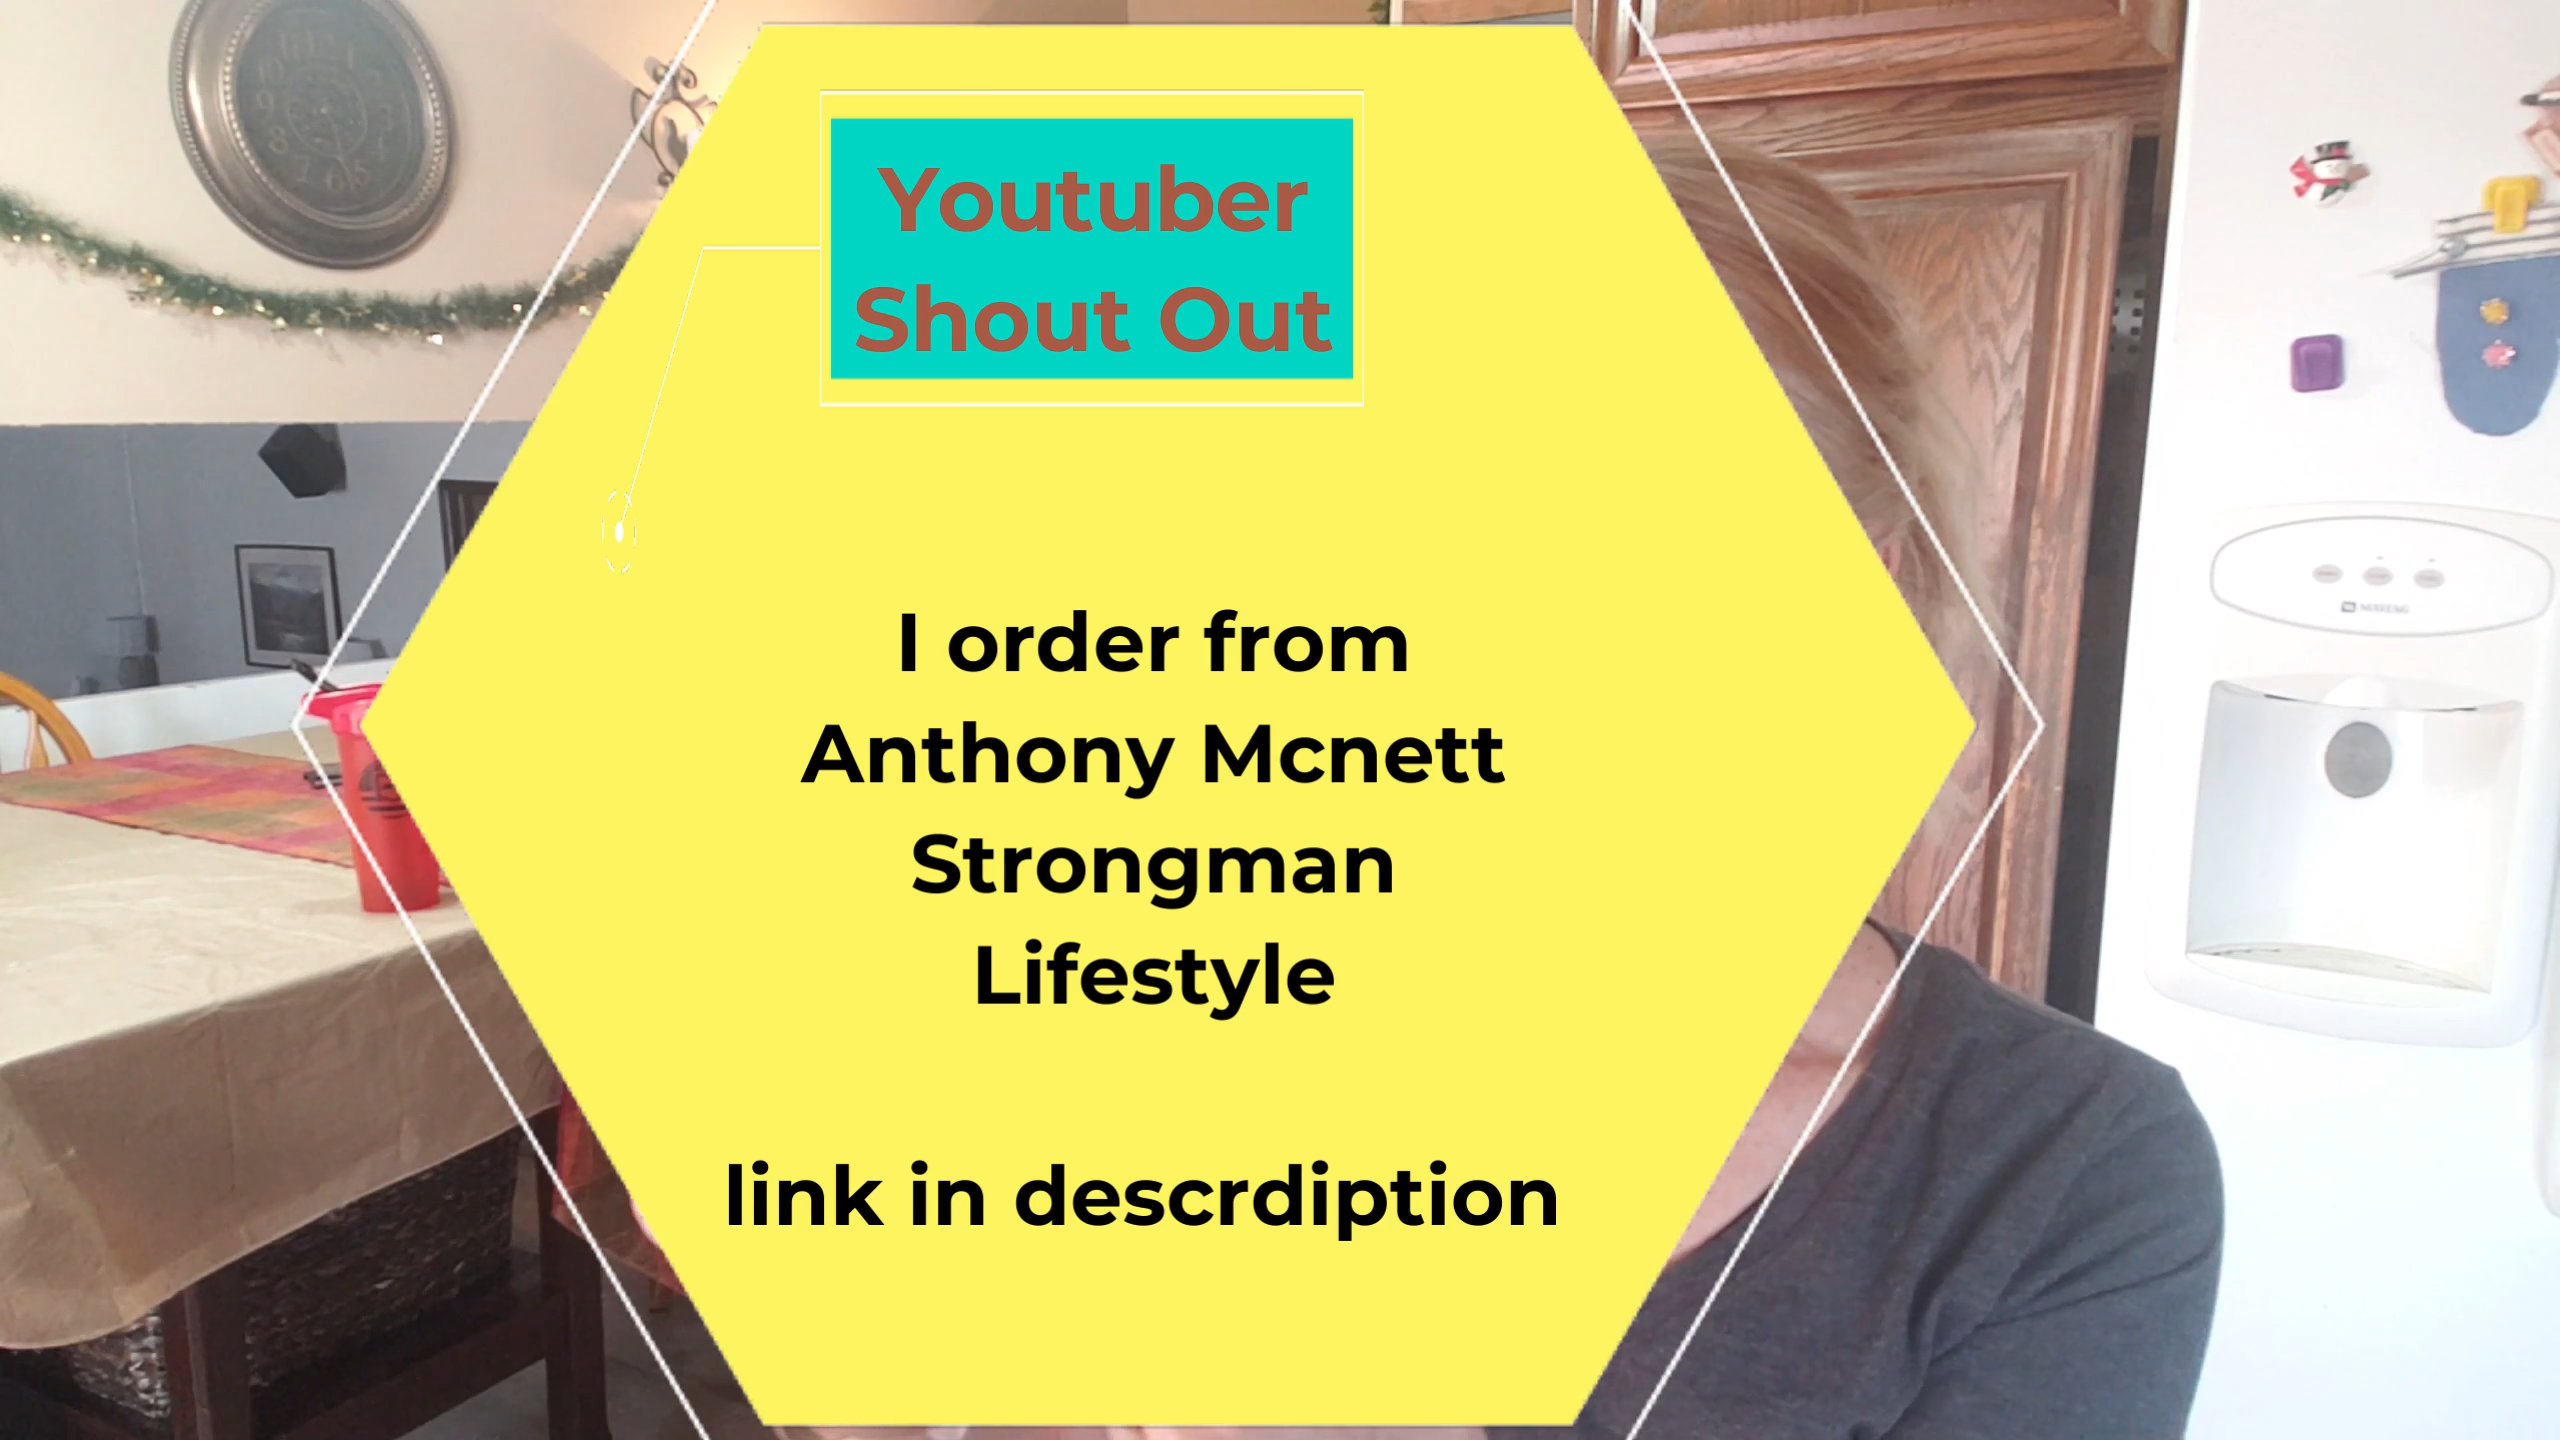 Youtuber
Shout Out
I order from
Anthony Mcnett
Strongman
Lifestyle
link in descrdiption